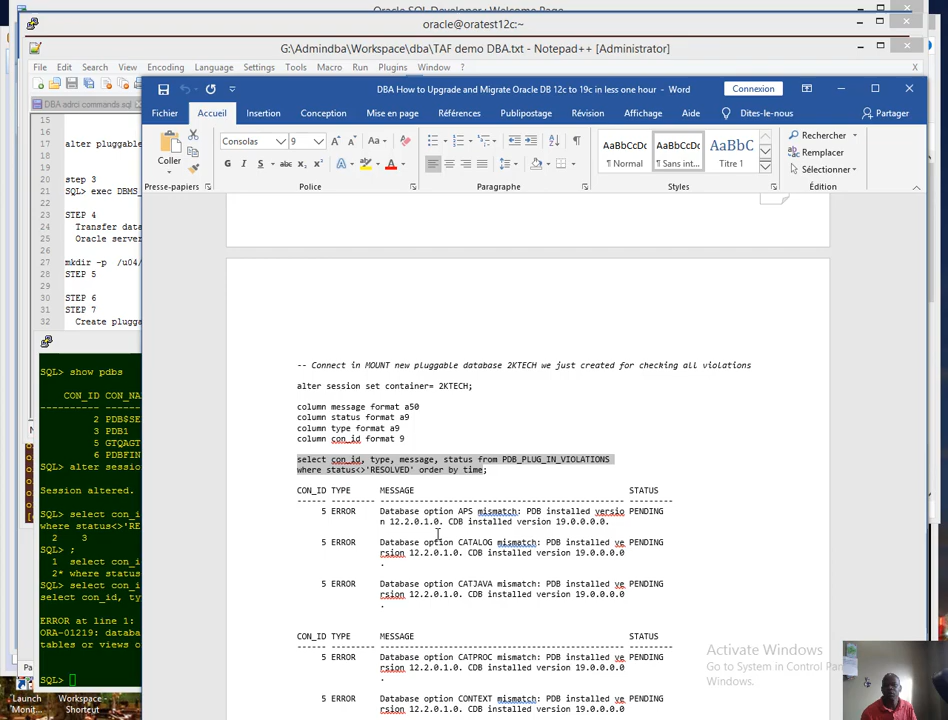 Oracle SQL Developer : Welcome Page
oracle@oratest12c:~
G:\Admindba\Workspace\dba\TAF demo DBA.txt - Notepad++ [Administrator]
File Edit Search View Encoding Language Settings Tools Macro Run Plugins Window ?
DBA adrci commands.sql
DBA How to Upgrade and Migrate Oracle DB 12c to 19c in less one hour - Word
Connexion
Fichier Accueil Insertion Conception Mise en page Références Publipostage Révision Affichage Aide Dites-le-nous Partager
Coller
Consolas 9
G I S abc x₂ x²
AaBbCcDc AaBbCcDc AaBbC
¶ Normal ¶ Sans int... Titre 1
Rechercher
Remplacer
Sélectionner
Presse-papiers Police Paragraphe Styles Édition
15
16
17 alter pluggable
18
19
20 step 3
21 SQL> exec DBMS_
22
23 STEP 4
24 Transfer data
25 Oracle server
26
27 mkdir -p /u04/
28 STEP 5
29
30 STEP 6
31 STEP 7
32 Create plugga
SQL> show pdbs
CON_ID CON_NA
2 PDB$SE
3 PDB1
5 GTQAGT
6 PDBFIN
SQL> alter sessio
Session altered.
SQL> select con_i
where status<>'RE
2 3
SQL> ;
1 select con_i
2* where status
SQL> select con_i
select con_id, ty
ERROR at line 1:
ORA-01219: databa
tables or views o
SQL>
-- Connect in MOUNT new pluggable database 2KTECH we just created for checking all violations
alter session set container= 2KTECH;
column message format a50
column status format a9
column type format a9
column con_id format 9
select con_id, type, message, status from PDB_PLUG_IN_VIOLATIONS
where status<>'RESOLVED' order by time;
CON_ID TYPE MESSAGE STATUS
------ --------- -------------------------------------------------- ---------
5 ERROR Database option APS mismatch: PDB installed versio PENDING
n 12.2.0.1.0. CDB installed version 19.0.0.0.0.
5 ERROR Database option CATALOG mismatch: PDB installed ve PENDING
rsion 12.2.0.1.0. CDB installed version 19.0.0.0.0
.
5 ERROR Database option CATJAVA mismatch: PDB installed ve PENDING
rsion 12.2.0.1.0. CDB installed version 19.0.0.0.0
.
CON_ID TYPE MESSAGE STATUS
------ --------- -------------------------------------------------- ---------
5 ERROR Database option CATPROC mismatch: PDB installed ve PENDING
rsion 12.2.0.1.0. CDB installed version 19.0.0.0.0
.
5 ERROR Database option CONTEXT mismatch: PDB installed ve PENDING
rsion 12.2.0.1.0. CDB installed version 19.0.0.0.0
Activate Windows
Go to System in Control Pan
Windows.
Pa
Launch Workspace -
Monit... Shortcut